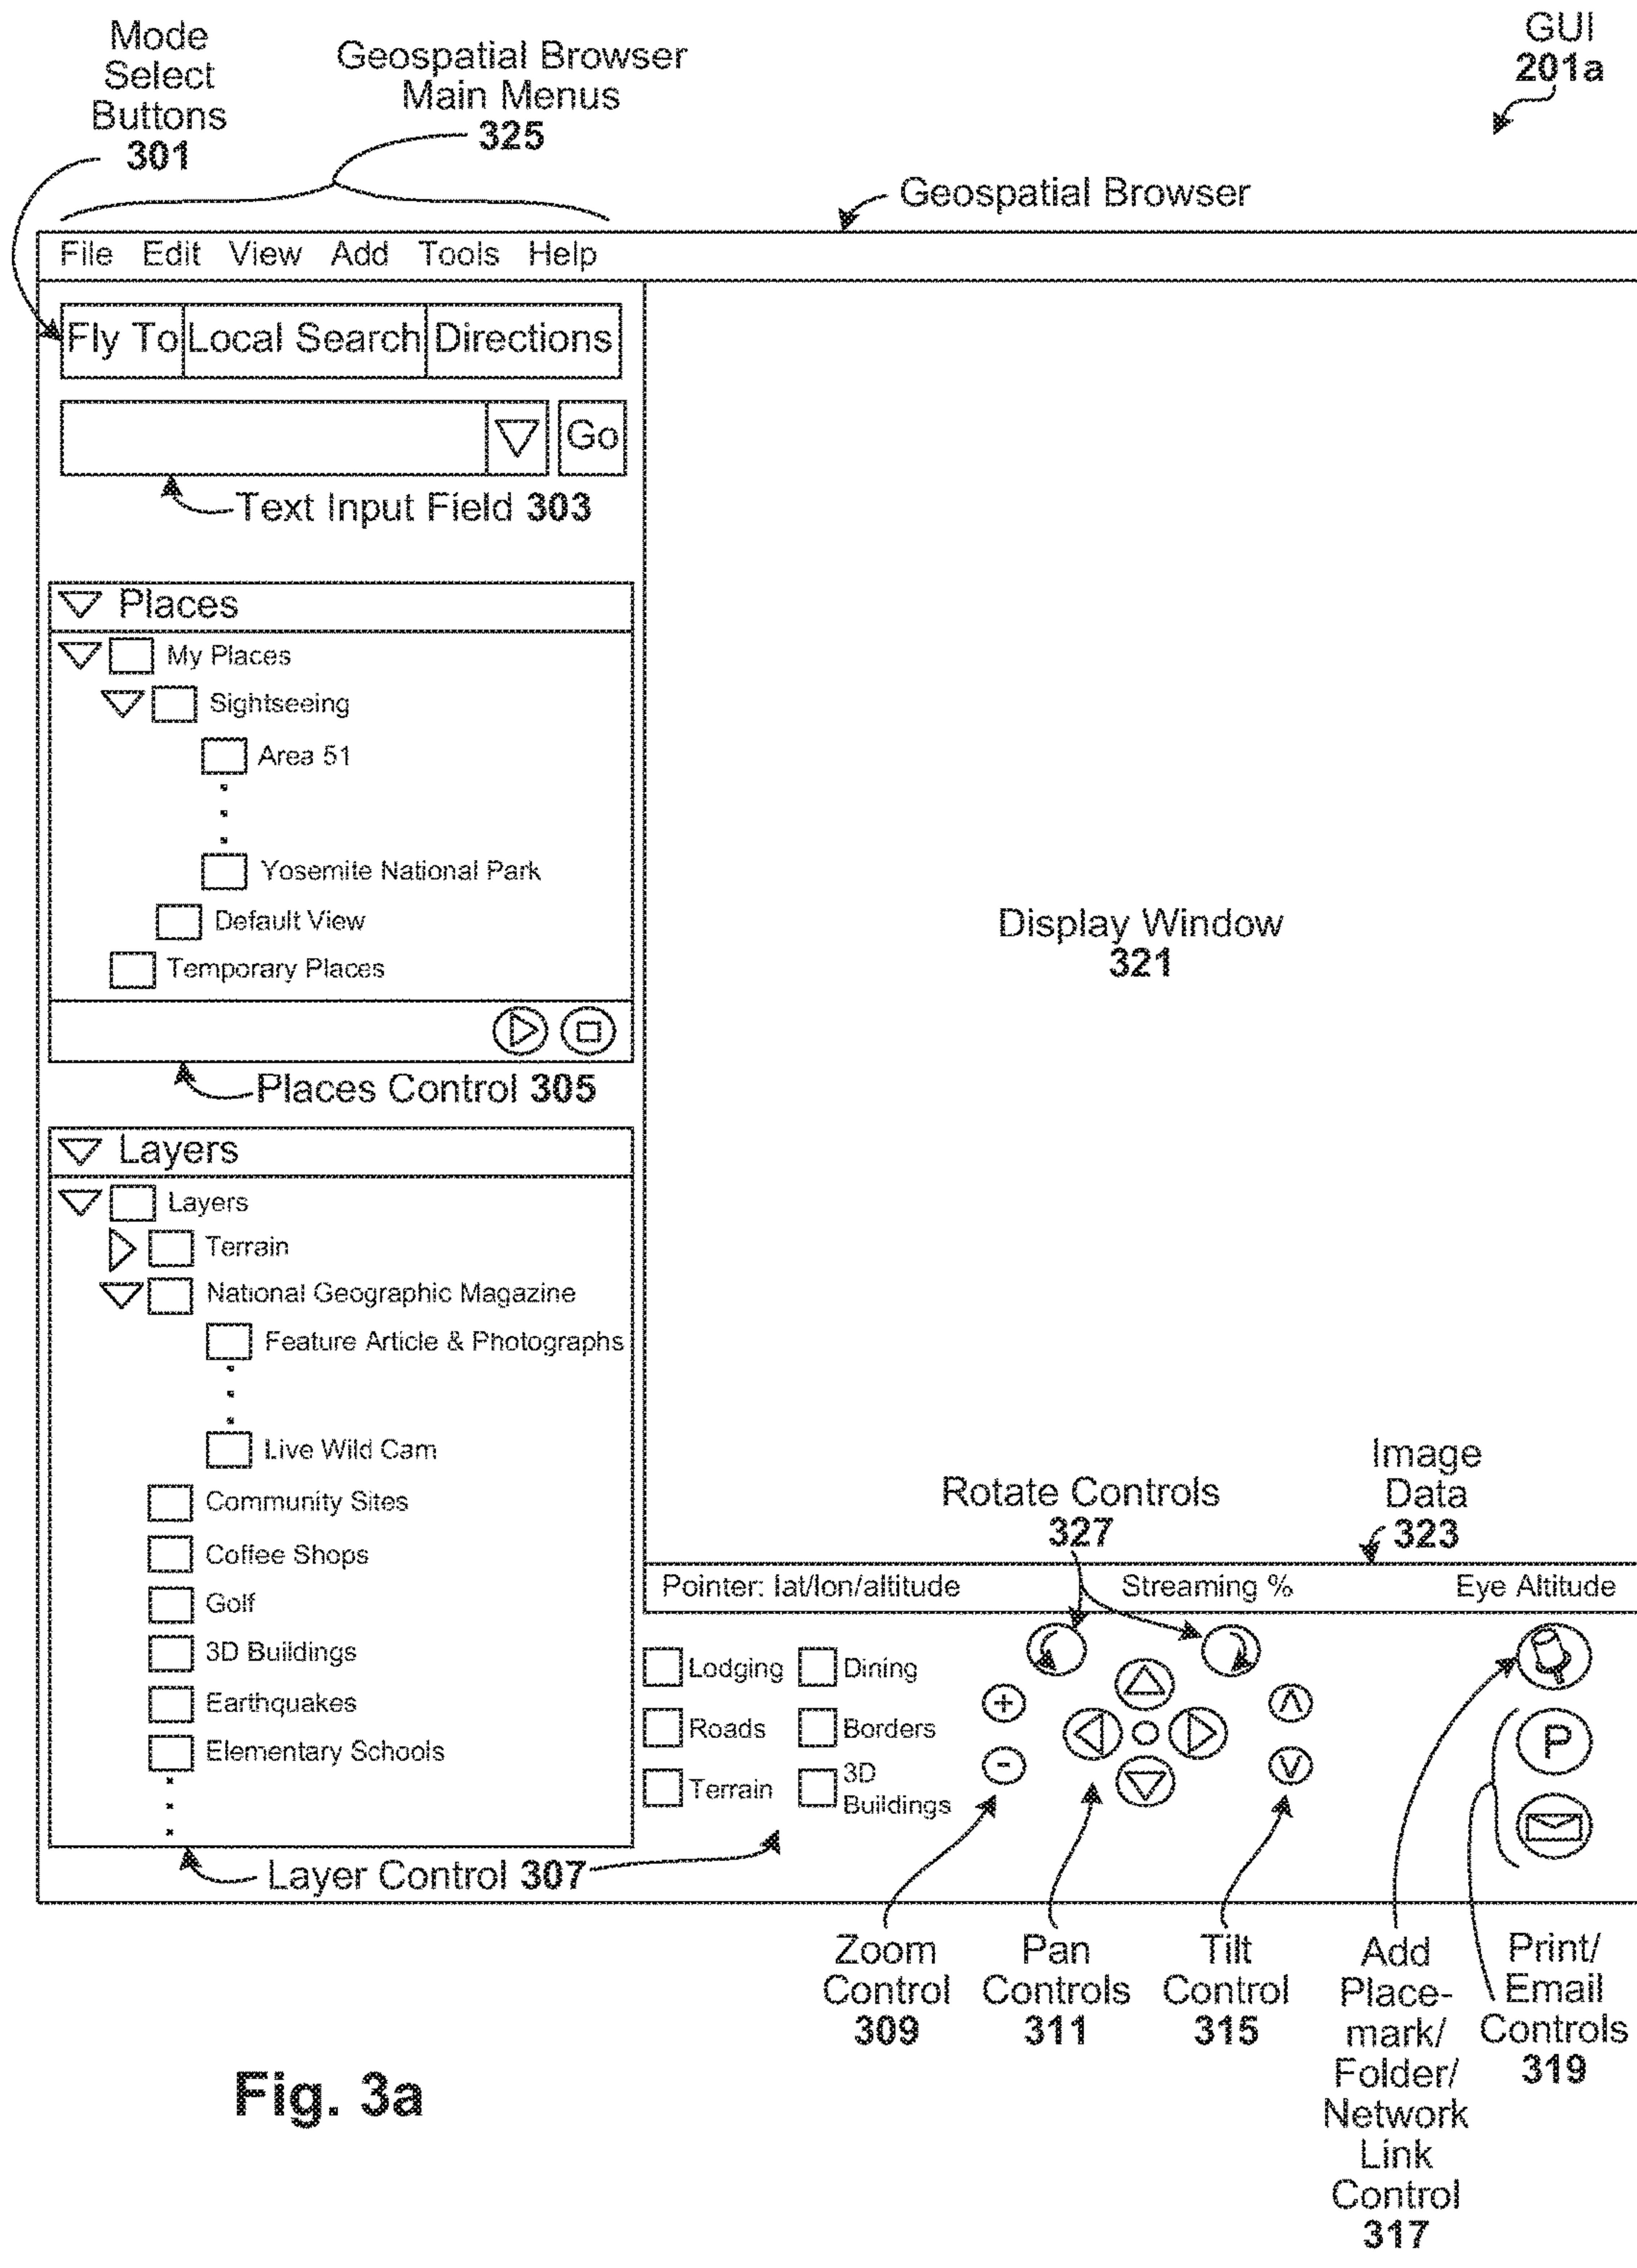 Mode
Select
Buttons
301
Geospatial Browser
Main Menus
325
GUI
201a
Geospatial Browser
File Edit View Add Tools Help
Fly To Local Search Directions
Go
Text Input Field 303
Places
My Places
Sightseeing
Area 51
Yosemite National Park
Default View
Temporary Places
Places Control 305
Display Window
321
Layers
Layers
Terrain
National Geographic Magazine
Feature Article & Photographs
Live Wild Cam
Community Sites
Coffee Shops
Golf
3D Buildings
Earthquakes
Elementary Schools
Layer Control 307
Rotate Controls
327
Image
Data
323
Pointer: lat/lon/altitude Streaming % Eye Altitude
Lodging Dining
Roads Borders
Terrain 3D
Buildings
+
-
P
Zoom
Control
309
Pan
Controls
311
Tilt
Control
315
Add
Place-
mark/
Folder/
Network
Link
Control
317
Print/
Email
Controls
319
Fig. 3a